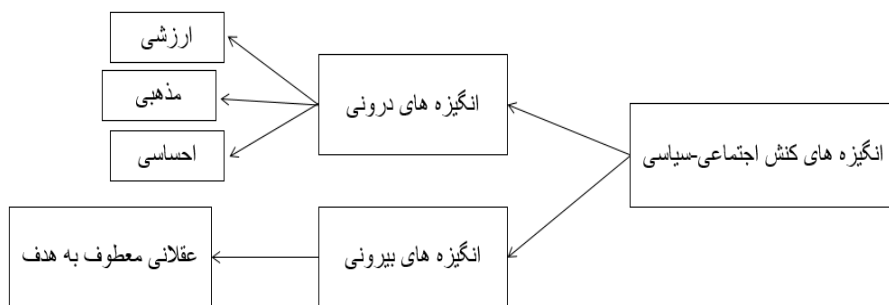 انگیزه های کنش اجتماعی-سیاسی
انگیزه های درونی
ارزشی
مذهبی
احساسی
انگیزه های بیرونی
عقلانی معطوف به هدف